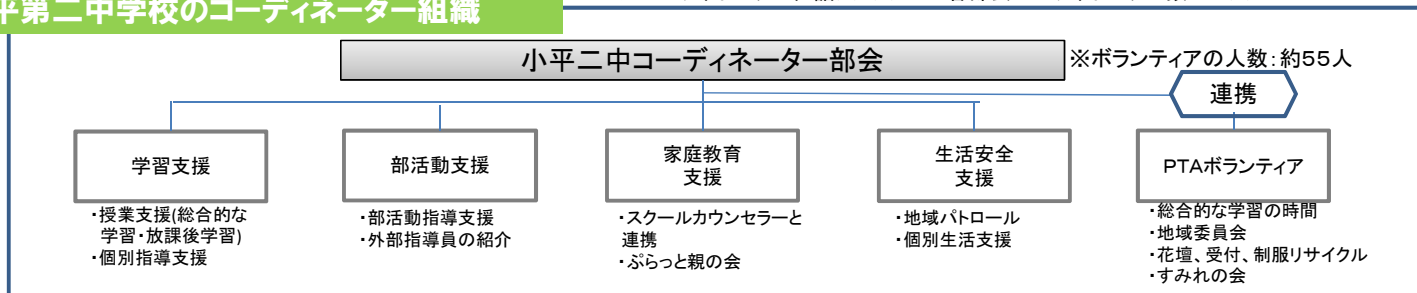 平第二中学校のコーディネーター組織
小平二中コーディネーター部会
※ボランティアの人数：約５５人
連携
学習支援
・授業支援(総合的な
学習・放課後学習)
・個別指導支援
部活動支援
・部活動指導支援
・外部指導員の紹介
家庭教育
支援
・スクールカウンセラーと
連携
・ぷらっと親の会
生活安全
支援
・地域パトロール
・個別生活支援
PTAボランティア
・総合的な学習の時間
・地域委員会
・花壇、受付、制服リサイクル
・すみれの会